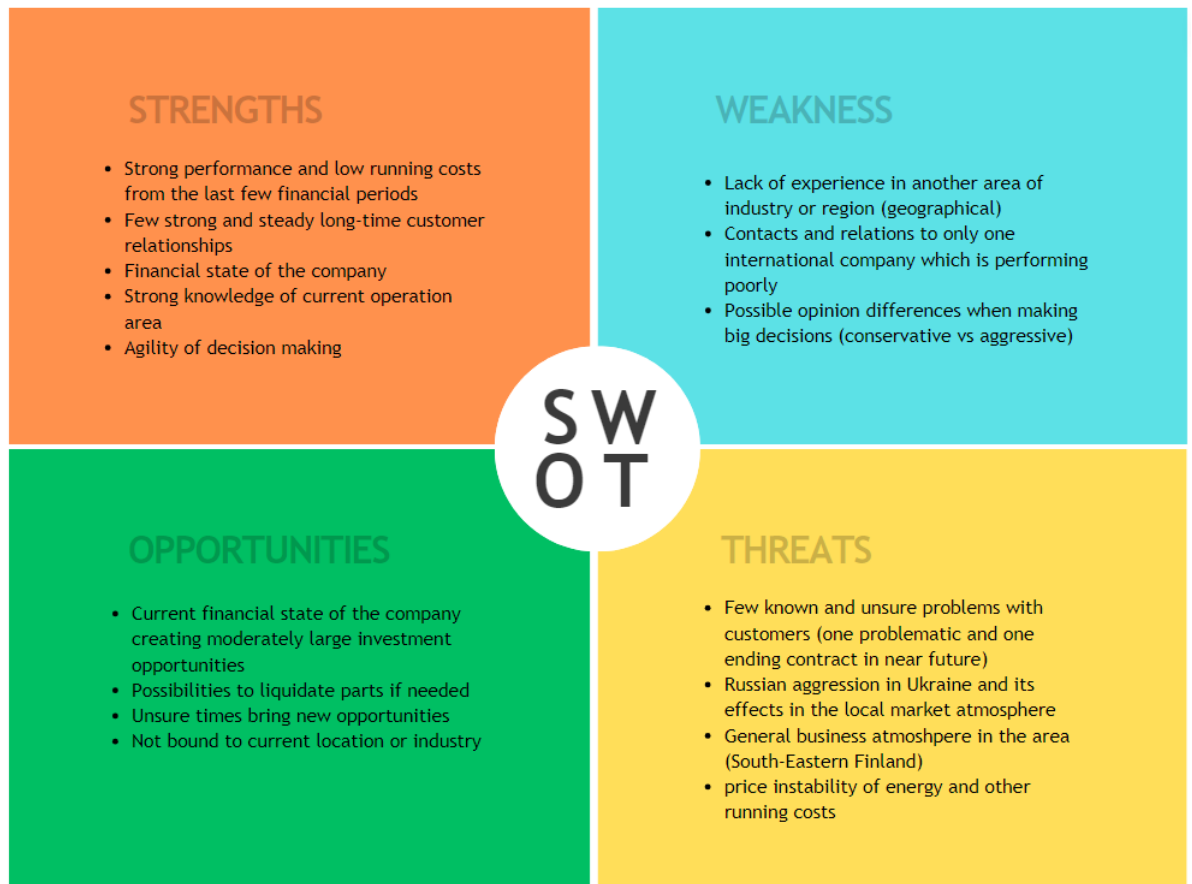 STRENGTHS
• Strong performance and low running costs
from the last few financial periods
• Few strong and steady long-time customer
relationships
• Financial state of the company
• Strong knowledge of current operation
area
• Agility of decision making
WEAKNESS
• Lack of experience in another area of
industry or region (geographical)
• Contacts and relations to only one
international company which is performing
poorly
• Possible opinion differences when making
big decisions (conservative vs aggressive)
S W
O T
OPPORTUNITIES
• Current financial state of the company
creating moderately large investment
opportunities
• Possibilities to liquidate parts if needed
• Unsure times bring new opportunities
• Not bound to current location or industry
THREATS
• Few known and unsure problems with
customers (one problematic and one
ending contract in near future)
• Russian aggression in Ukraine and its
effects in the local market atmosphere
• General business atmoshpere in the area
(South-Eastern Finland)
• price instability of energy and other
running costs